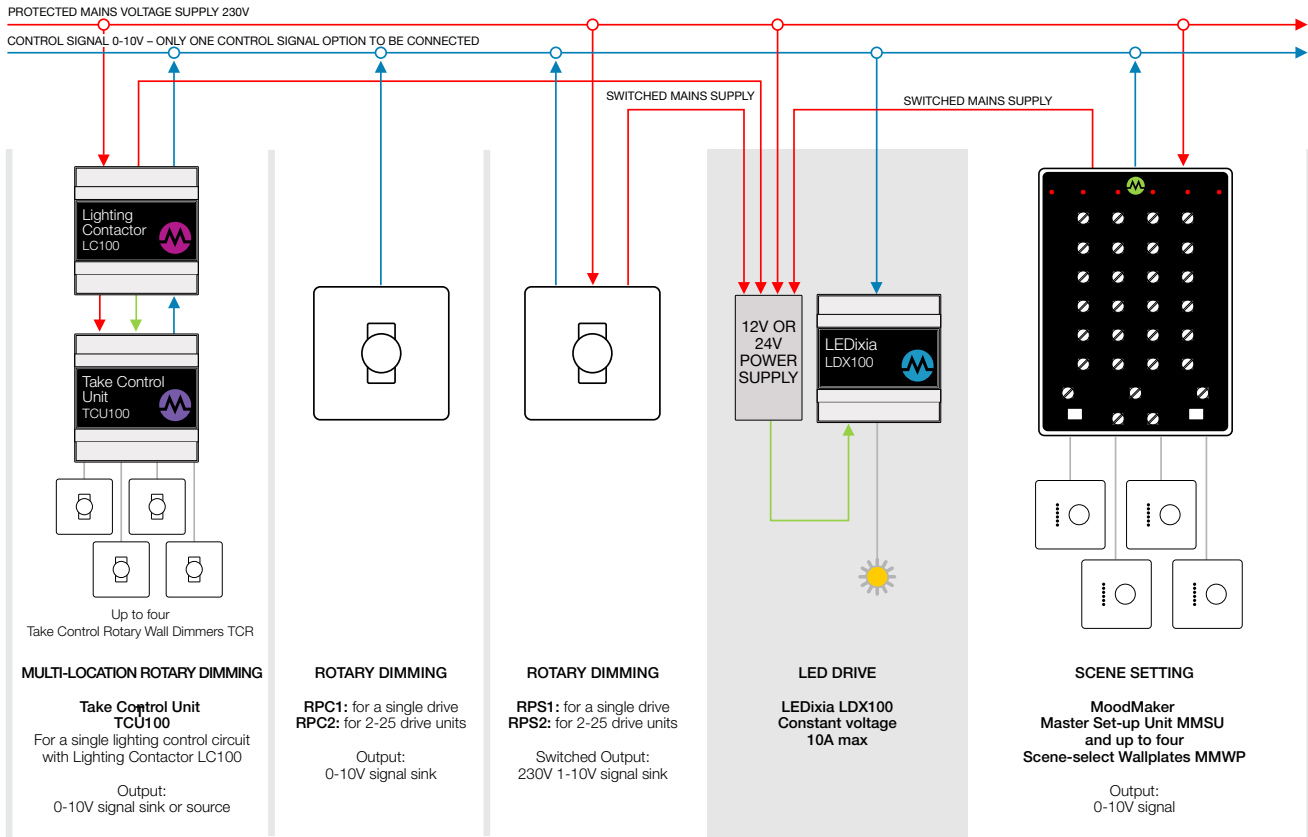 PROTECTED MAINS VOLTAGE SUPPLY 230V
CONTROL SIGNAL 0-10V – ONLY ONE CONTROL SIGNAL OPTION TO BE CONNECTED
SWITCHED MAINS SUPPLY
SWITCHED MAINS SUPPLY
Lighting
Contactor
LC100
Take Control
Unit
TCU100
Up to four
Take Control Rotary Wall Dimmers TCR
12V OR
24V
POWER
SUPPLY
LEDixia
LDX100
MULTI-LOCATION ROTARY DIMMING
Take Control Unit
TCU100
For a single lighting control circuit
with Lighting Contactor LC100
Output:
0-10V signal sink or source
ROTARY DIMMING
RPC1: for a single drive
RPC2: for 2-25 drive units
Output:
0-10V signal sink
ROTARY DIMMING
RPS1: for a single drive
RPS2: for 2-25 drive units
Switched Output:
230V 1-10V signal sink
LED DRIVE
LEDixia LDX100
Constant voltage
10A max
SCENE SETTING
MoodMaker
Master Set-up Unit MMSU
and up to four
Scene-select Wallplates MMWP
Output:
0-10V signal